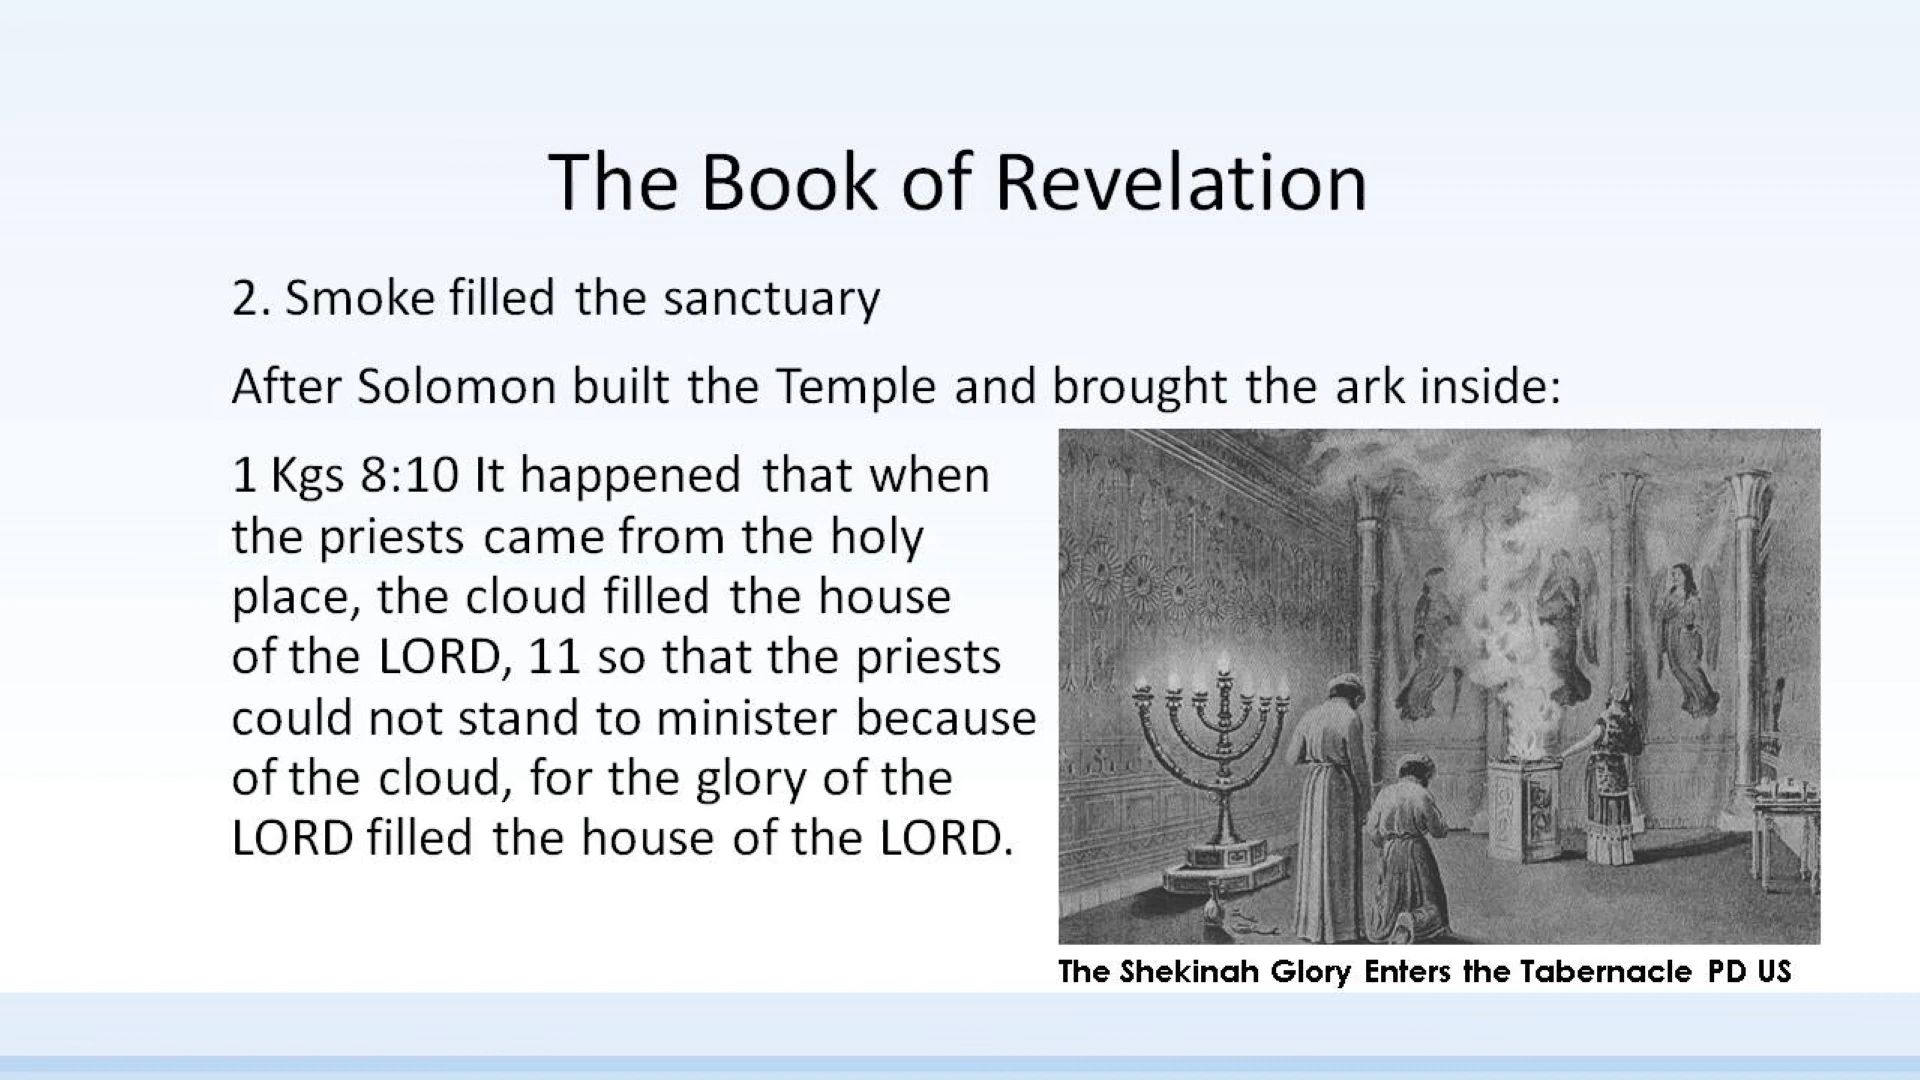 The Book of Revelation
2. Smoke filled the sanctuary
After Solomon built the Temple and brought the ark inside:
1 Kgs 8:10 It happened that when
the priests came from the holy
place, the cloud filled the house
of the LORD, 11 so that the priests
could not stand to minister because
of the cloud, for the glory of the
LORD filled the house of the LORD.
The Shekinah Glory Enters the Tabernacle PD US